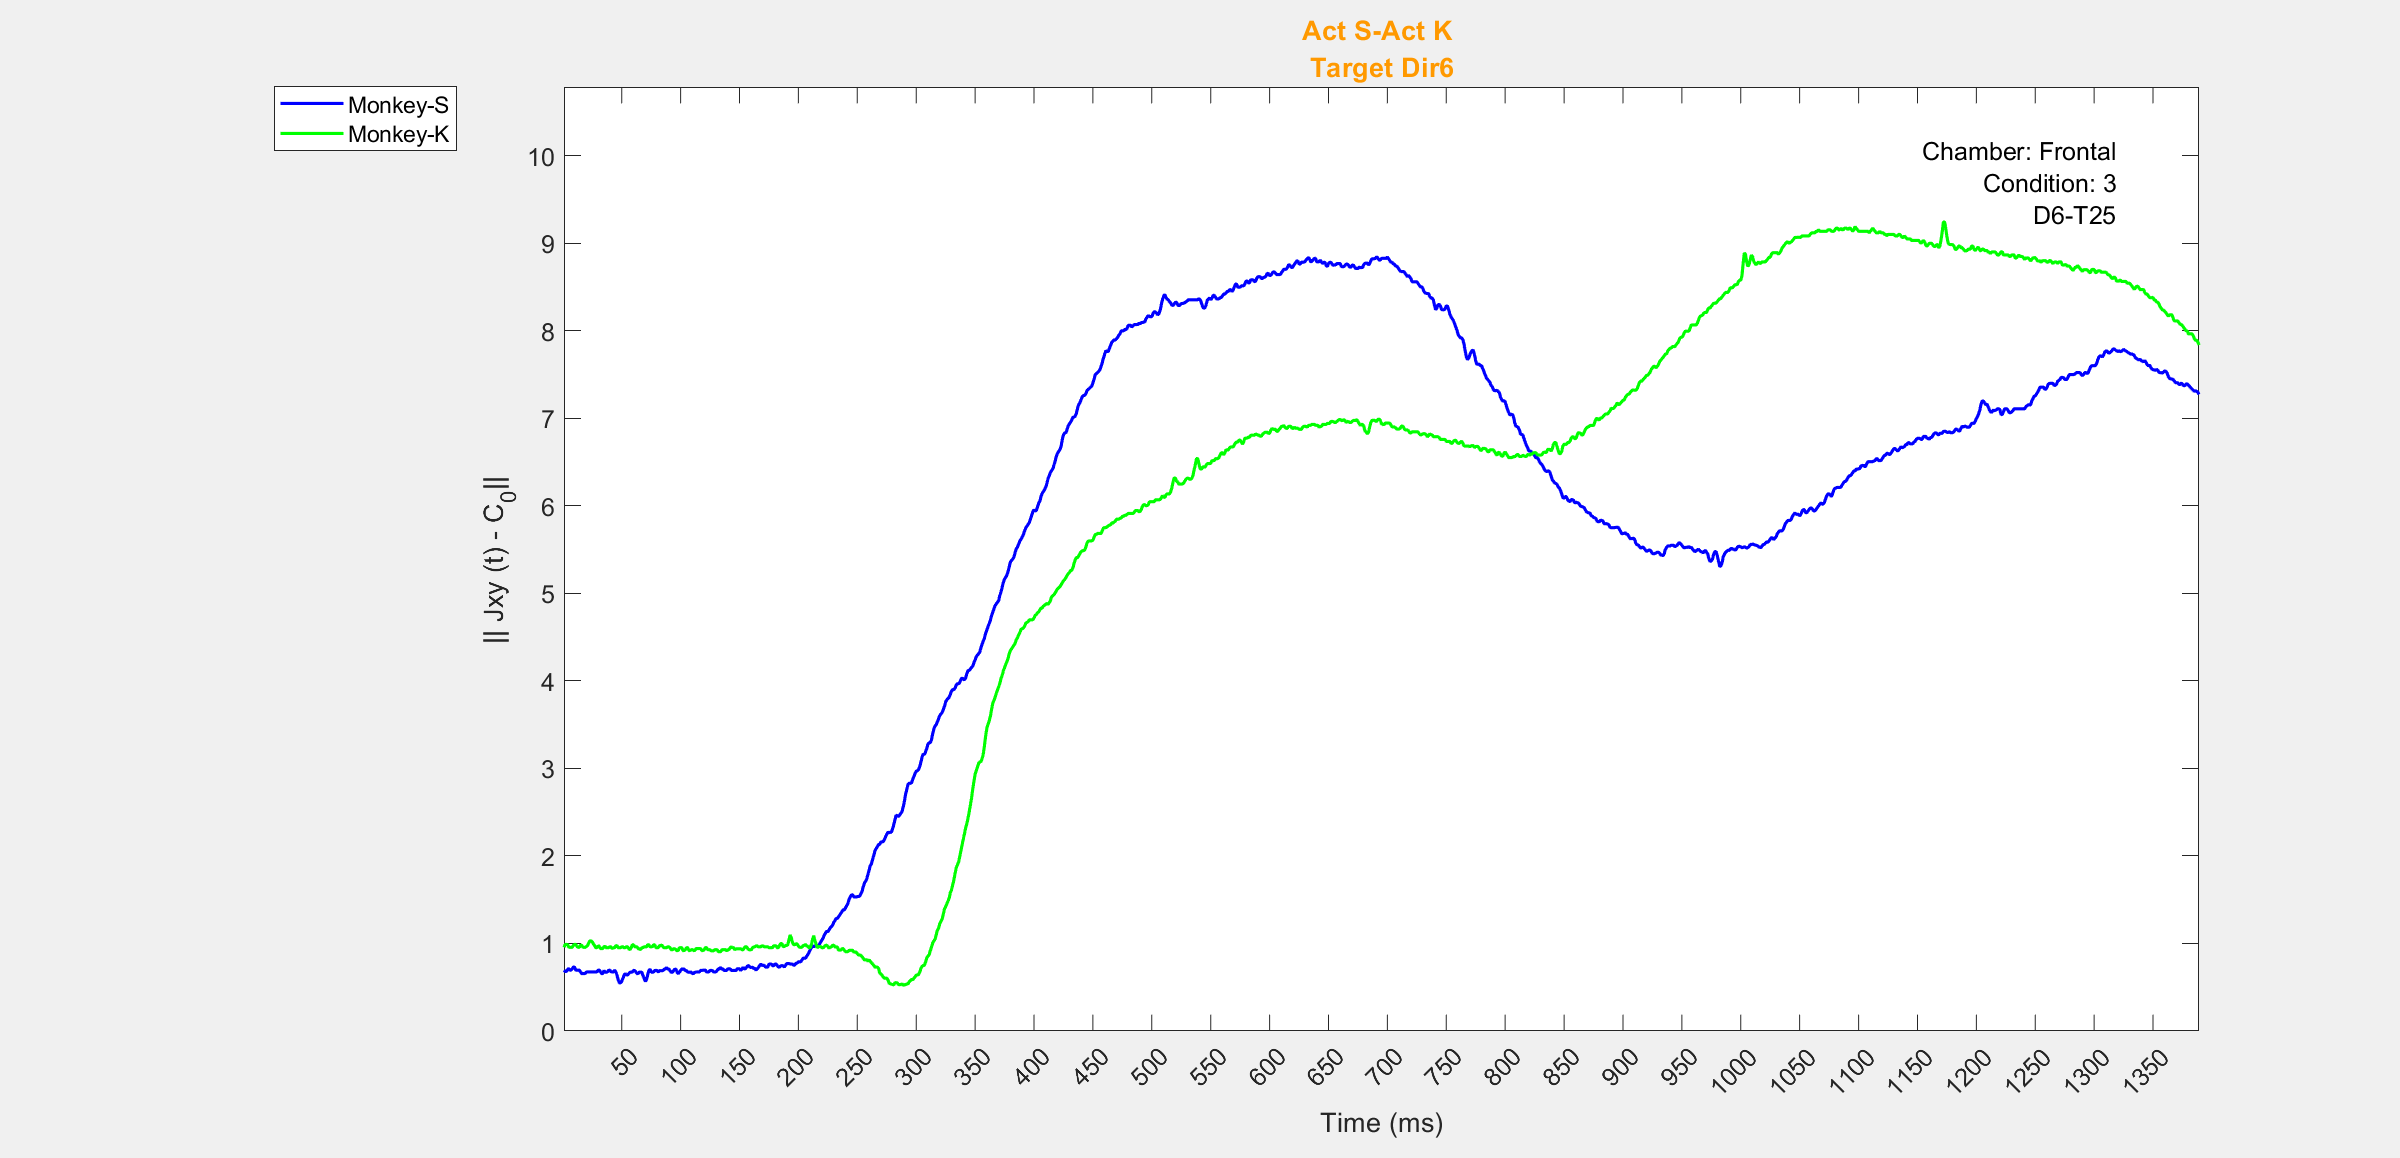 Act S-Act K
Target Dir6
Monkey-S
Monkey-K
Chamber: Frontal
Condition: 3
D6-T25
10
9
8
7
6
5
4
3
2
1
0
|| Jxy (t) - C0||
50 100 150 200 250 300 350 400 450 500 550 600 650 700 750 800 850 900 950 1000 1050 1100 1150 1200 1250 1300 1350
Time (ms)